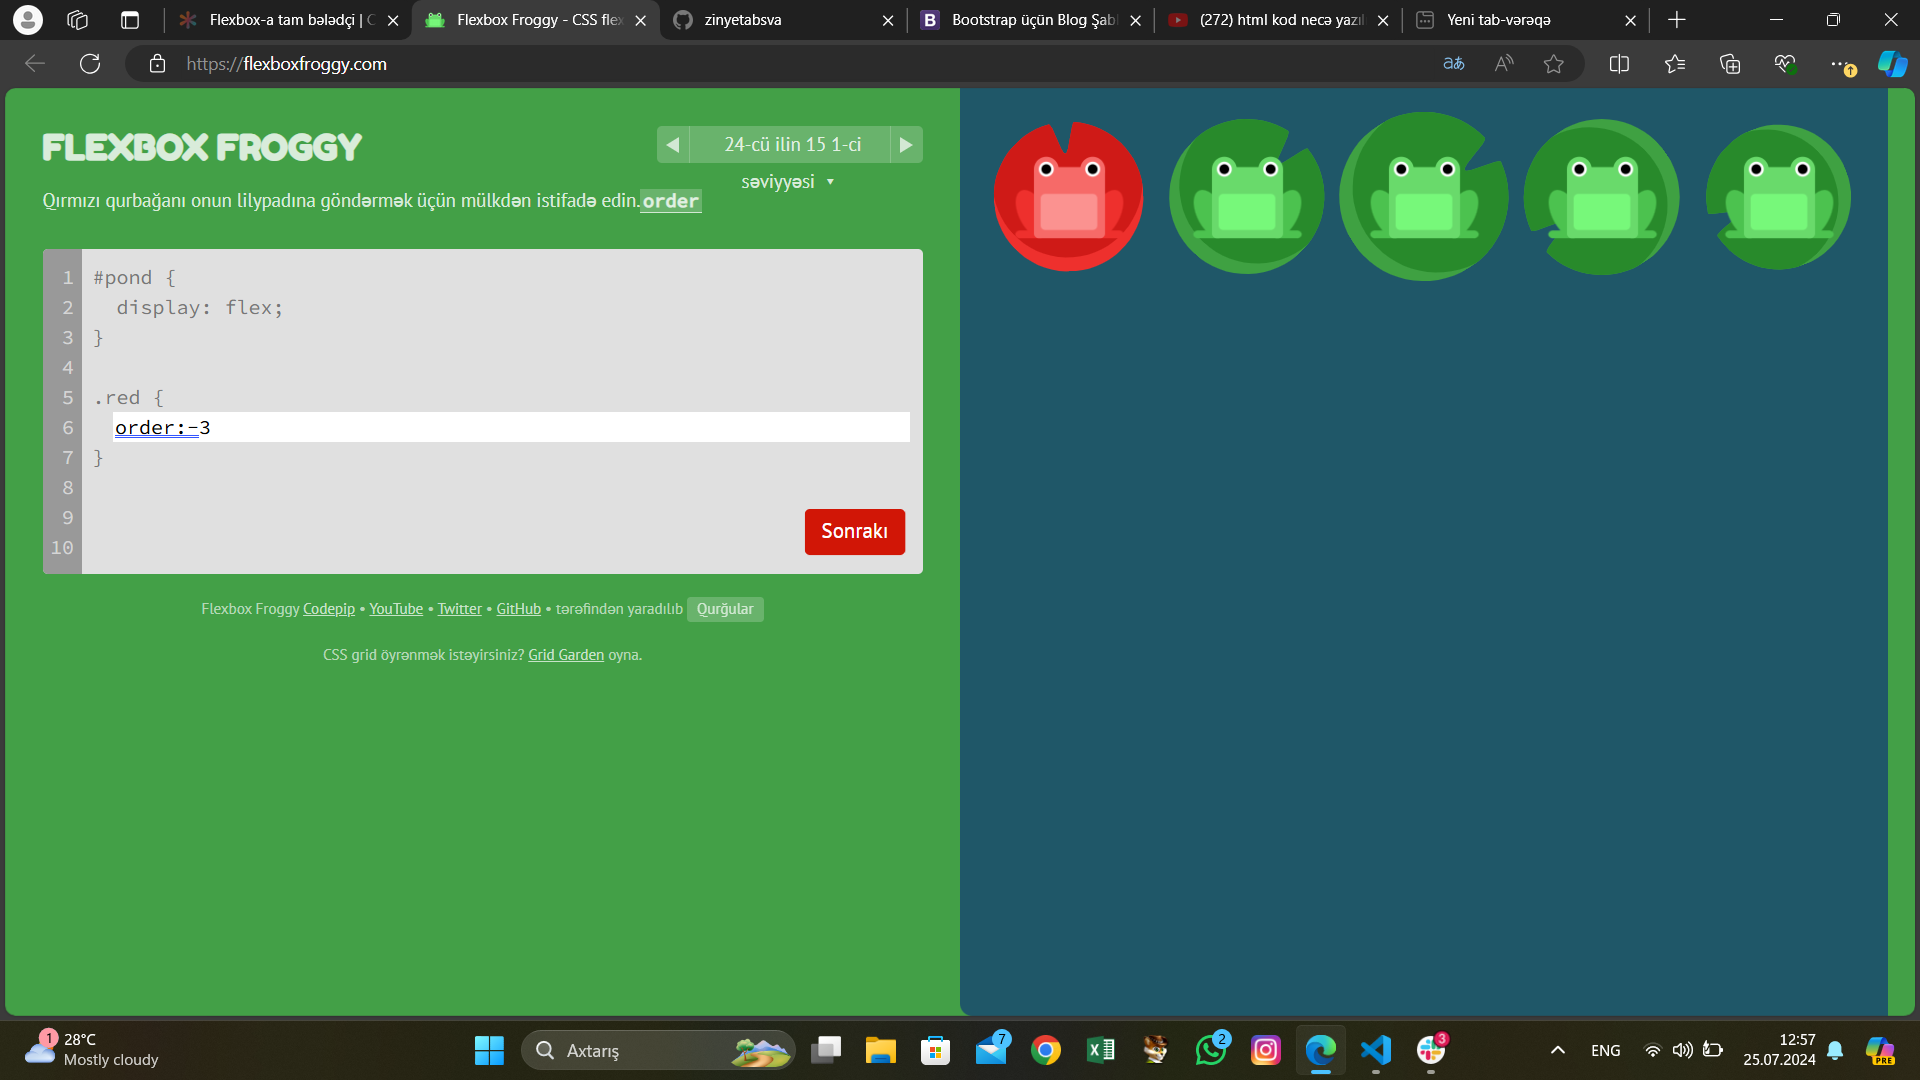 Flexbox-a tam bələdçi | C
Flexbox Froggy - CSS flex
zinyetabsva
Bootstrap üçün Blog Şabl
(272) html kod necə yazıl
Yeni tab-vərəqə
https://flexboxfroggy.com
FLEXBOX FROGGY
24-cü ilin 15 1-ci
səviyyəsi
Qırmızı qurbağanı onun lilypadına göndərmək üçün mülkdən istifadə edin. order
1 #pond {
2 display: flex;
3 }
4
5 .red {
6 order:-3
7 }
8
9
10
Sonrakı
Flexbox Froggy Codepip • YouTube • Twitter • GitHub • tərəfindən yaradılıb Qurğular
CSS grid öyrənmək istəyirsiniz? Grid Garden oyna.
1
28°C
Mostly cloudy
Axtarış
7
2
3
ENG
12:57
25.07.2024
PRE